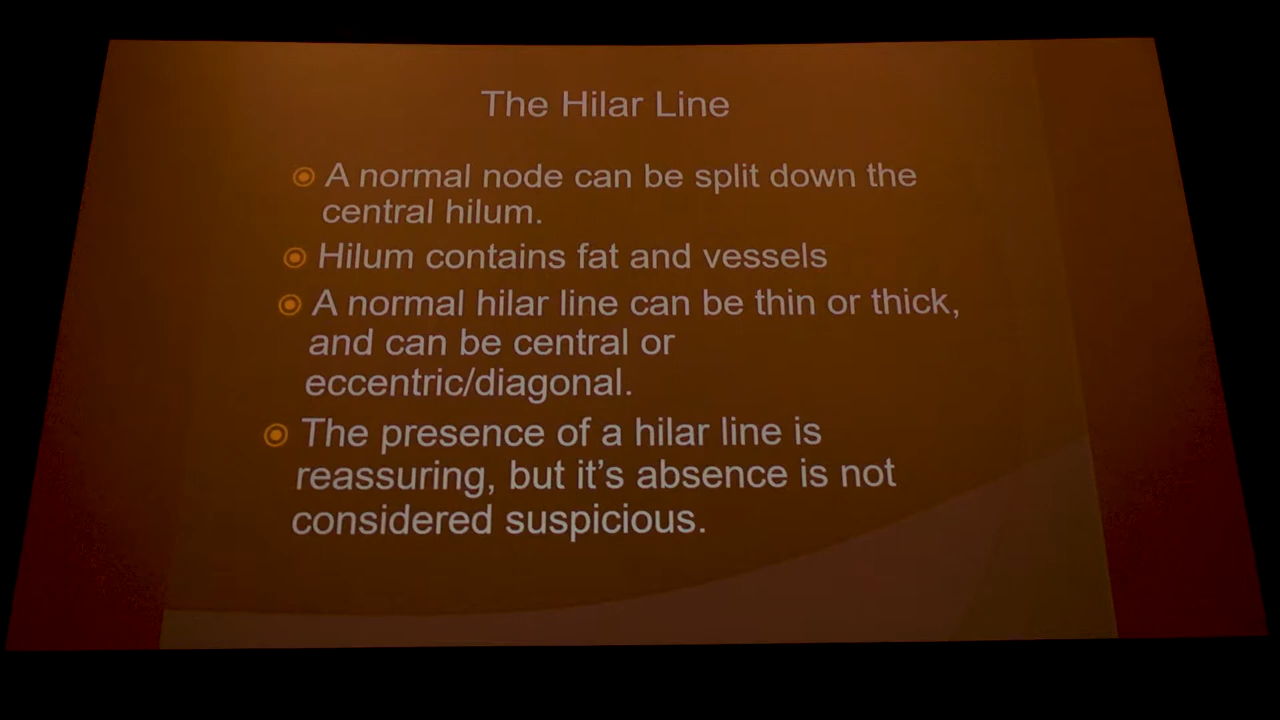 The Hilar Line
A normal node can be split down the
central hilum.
Hilum contains fat and vessels
A normal hilar line can be thin or thick,
and can be central or
eccentric/diagonal.
The presence of a hilar line is
reassuring, but it’s absence is not
considered suspicious.